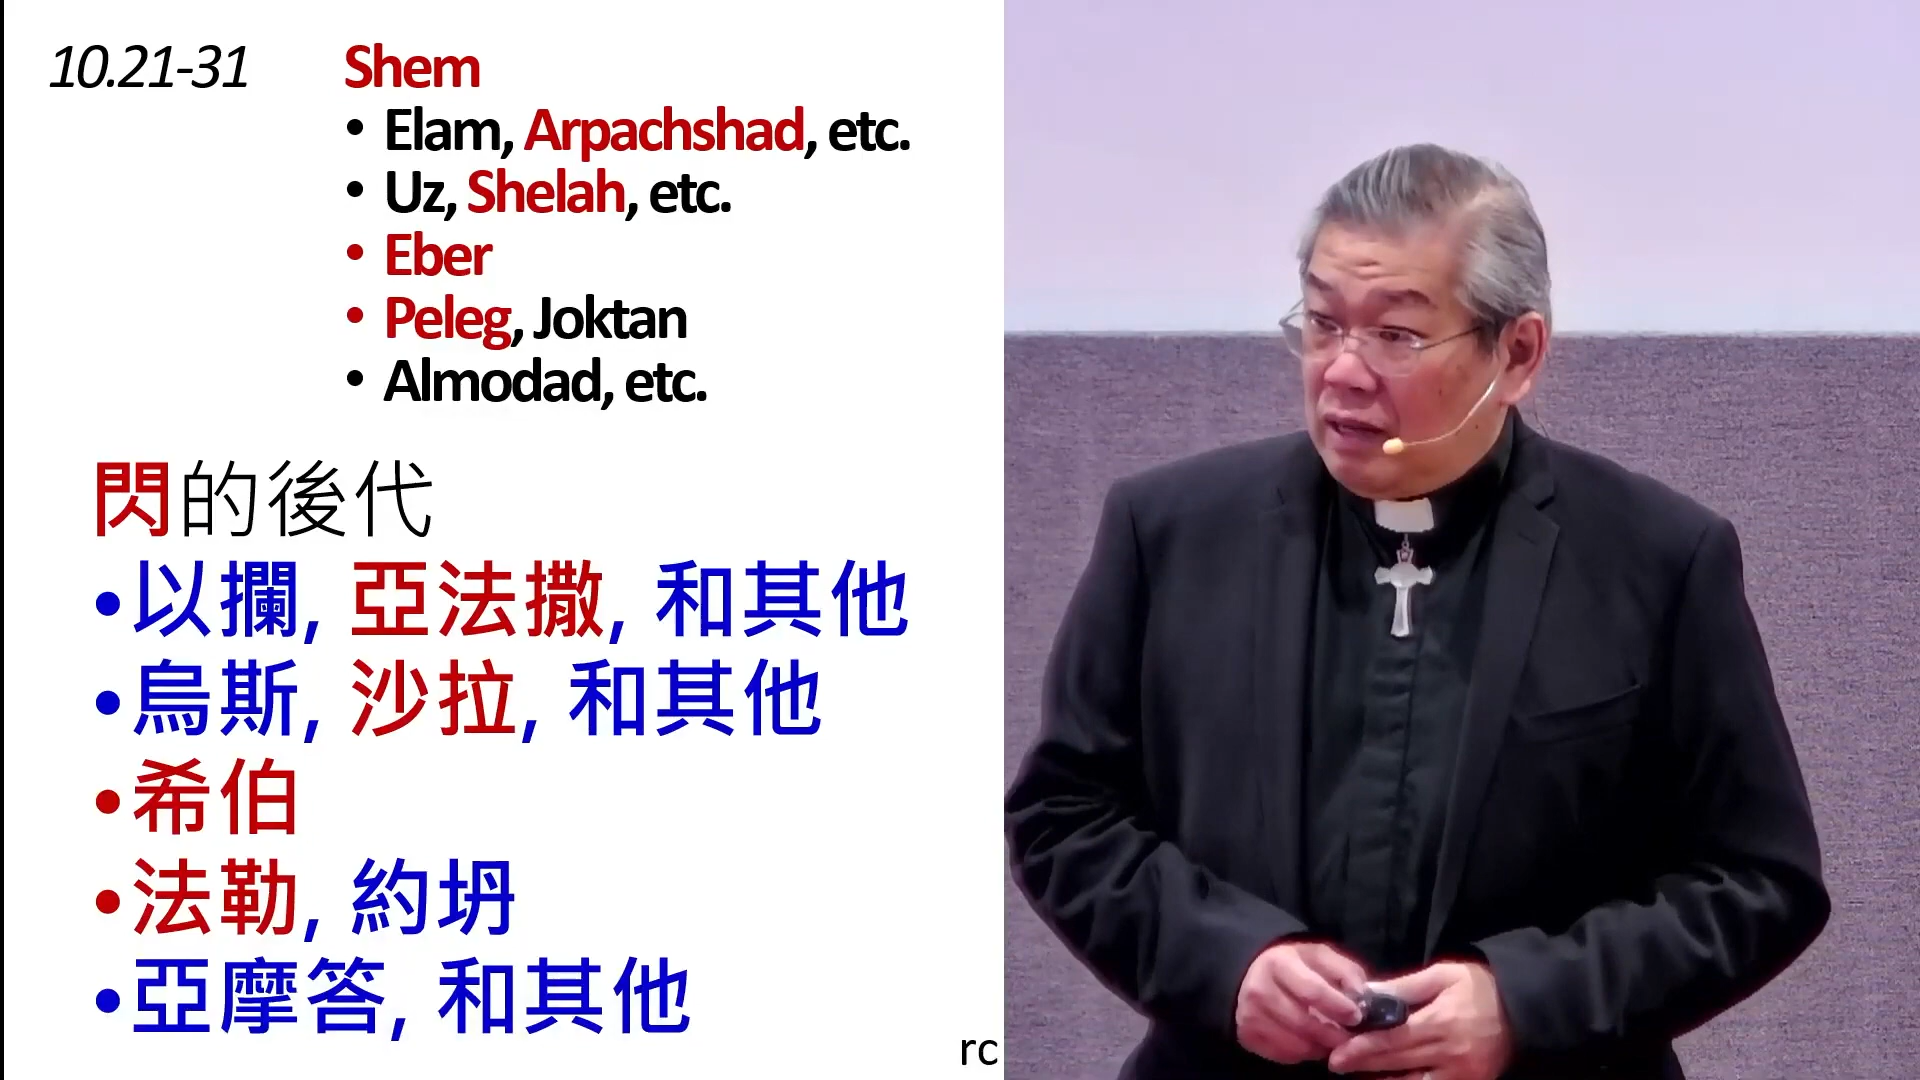 10.21-31 Shem
• Elam, Arpachshad, etc.
• Uz, Shelah, etc.
• Eber
• Peleg, Joktan
• Almodad, etc.
閃的後代
•以攔, 亞法撒, 和其他
•烏斯, 沙拉, 和其他
•希伯
•法勒, 約坍
•亞摩答, 和其他
rc